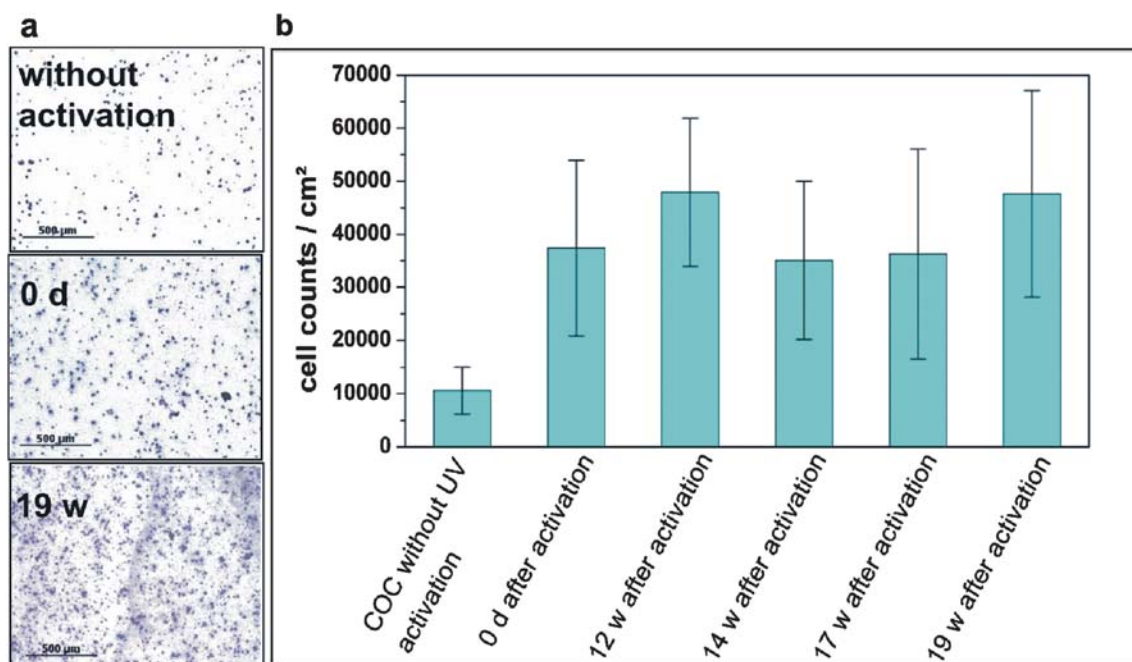 a
without
activation
500 µm
0 d
500 µm
19 w
500 µm
b
cell counts / cm²
70000
60000
50000
40000
30000
20000
10000
0
COC without UV
activation
0 d after activation
12 w after activation
14 w after activation
17 w after activation
19 w after activation